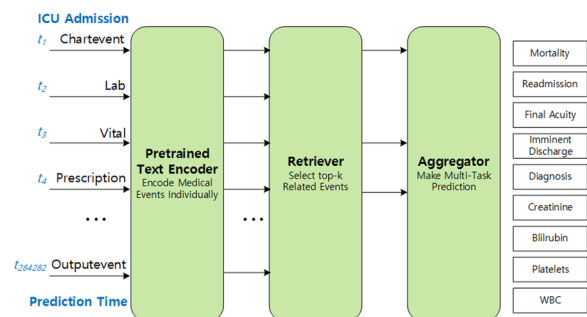 ICU Admission
t1 Chartevent
t2 Lab
t3 Vital
t4 Prescription
...
t284282 Outputevent
Prediction Time
Pretrained
Text Encoder
Encode Medical
Events Individually
...
Retriever
Select top-k
Related Events
Aggregator
Make Multi-Task
Prediction
Mortality
Readmission
Final Acuity
Imminent
Discharge
Diagnosis
Creatinine
Blilrubin
Platelets
WBC